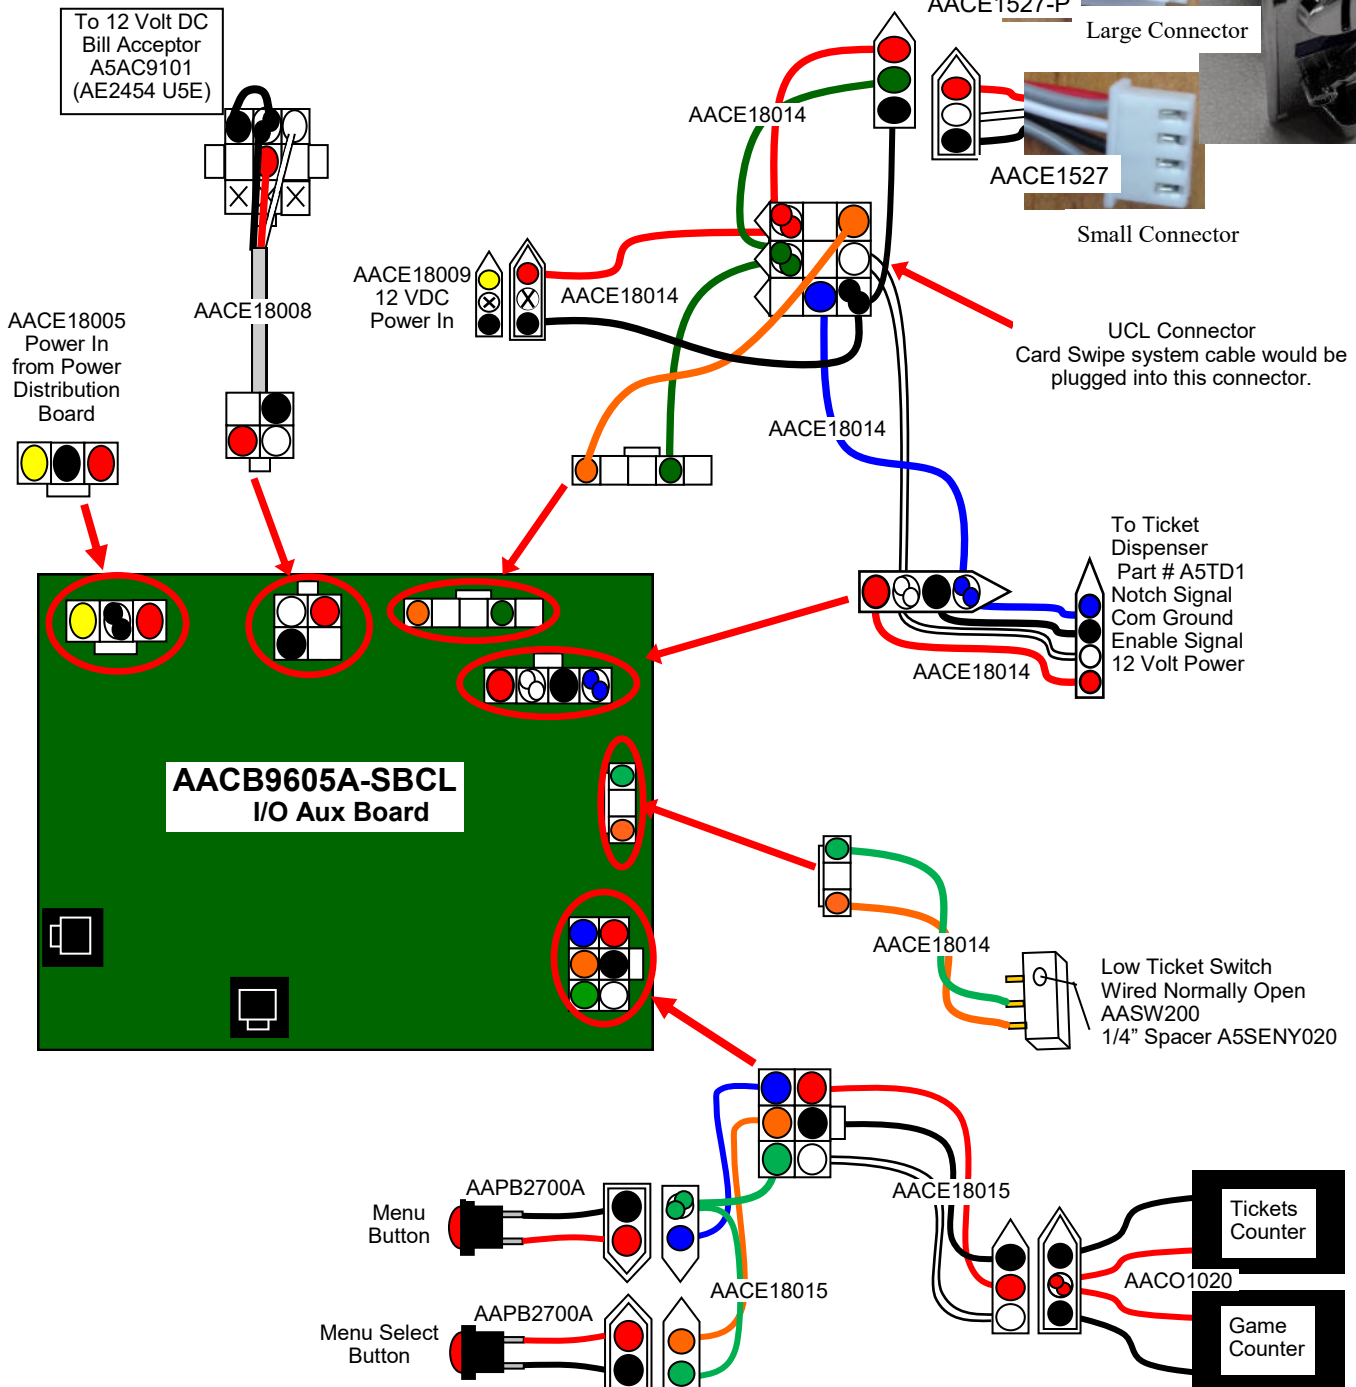 To 12 Volt DC
Bill Acceptor
A5AC9101
(AE2454 U5E)
AACE1527-P
Large Connector
AACE18014
AACE1527
Small Connector
AACE18009
12 VDC
Power In
AACE18014
AACE18008
AACE18005
Power In
from Power
Distribution
Board
UCL Connector
Card Swipe system cable would be
plugged into this connector.
AACE18014
To Ticket
Dispenser
Part # A5TD1
Notch Signal
Com Ground
Enable Signal
12 Volt Power
AACE18014
AACB9605A-SBCL
I/O Aux Board
AACE18014
Low Ticket Switch
Wired Normally Open
AASW200
1/4” Spacer A5SENY020
AAPB2700A
Menu
Button
AACE18015
Tickets
Counter
AACO1020
AACE18015
AAPB2700A
Menu Select
Button
Game
Counter